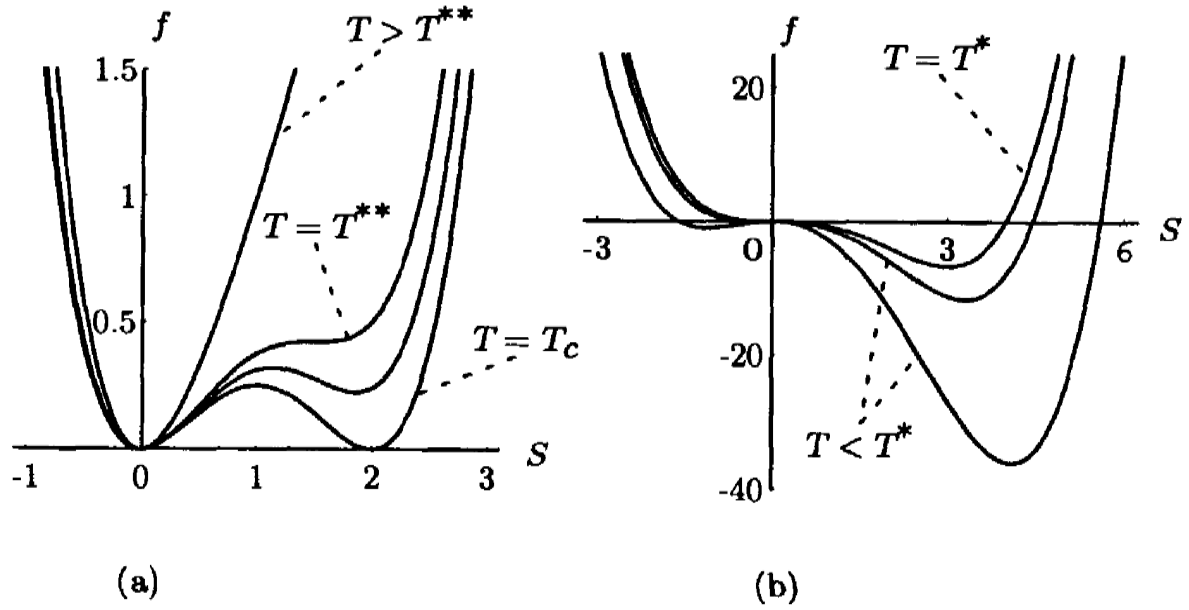 f
T > T**
1.5
1
T = T**
0.5
T = Tc
-1 0 1 2 3 S
(a)
f
T = T*
20
-3 0 3 6 S
-20
T < T*
-40
(b)